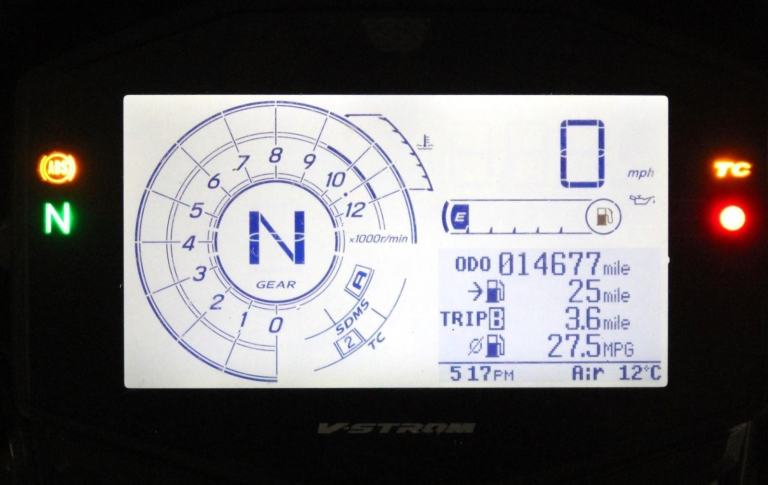 ABS
N
TC
0
mph
E
0 1 2 3 4 5 6 7 8 9 10 12
x1000r/min
N
GEAR
A
SDMS
2
TC
ODO 014677 mile
25 mile
TRIP B 3.6 mile
Ø 27.5 MPG
5 17 PM Air 12°C
V-STROM